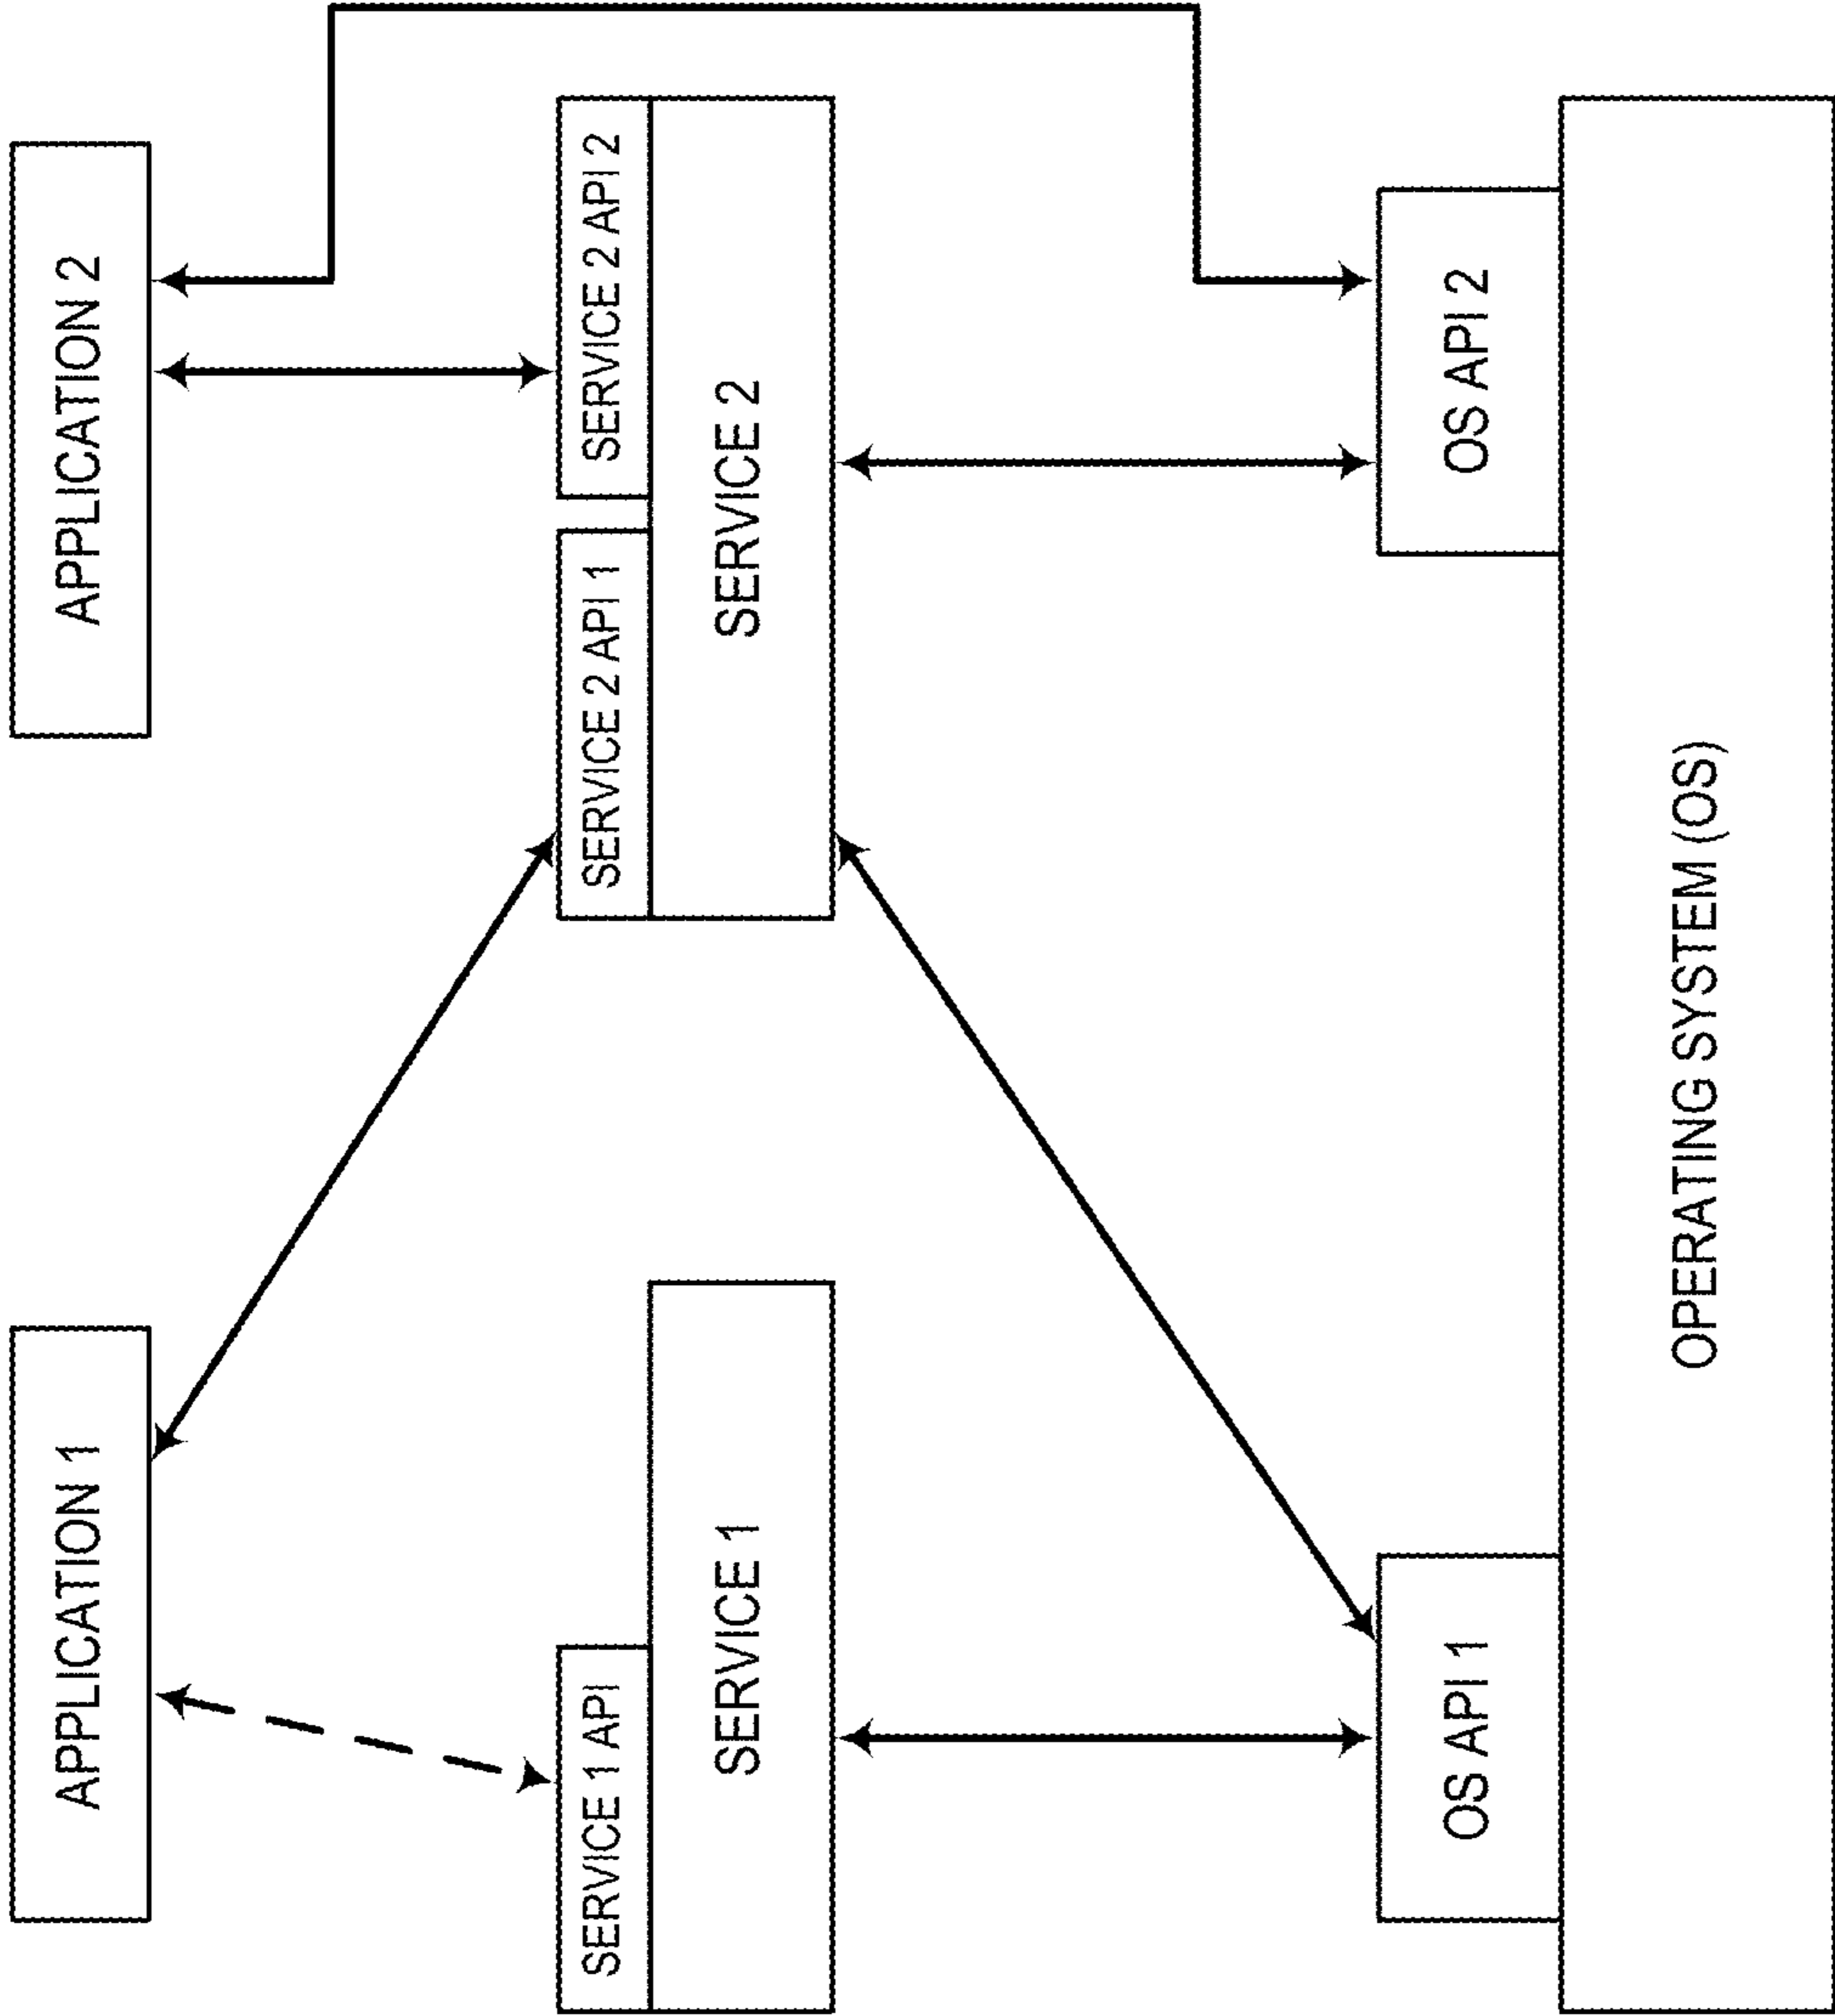 APPLICATION 1
APPLICATION 2
SERVICE 1 API
SERVICE 2 API 1
SERVICE 2 API 2
SERVICE 1
SERVICE 2
OS API 1
OS API 2
OPERATING SYSTEM (OS)